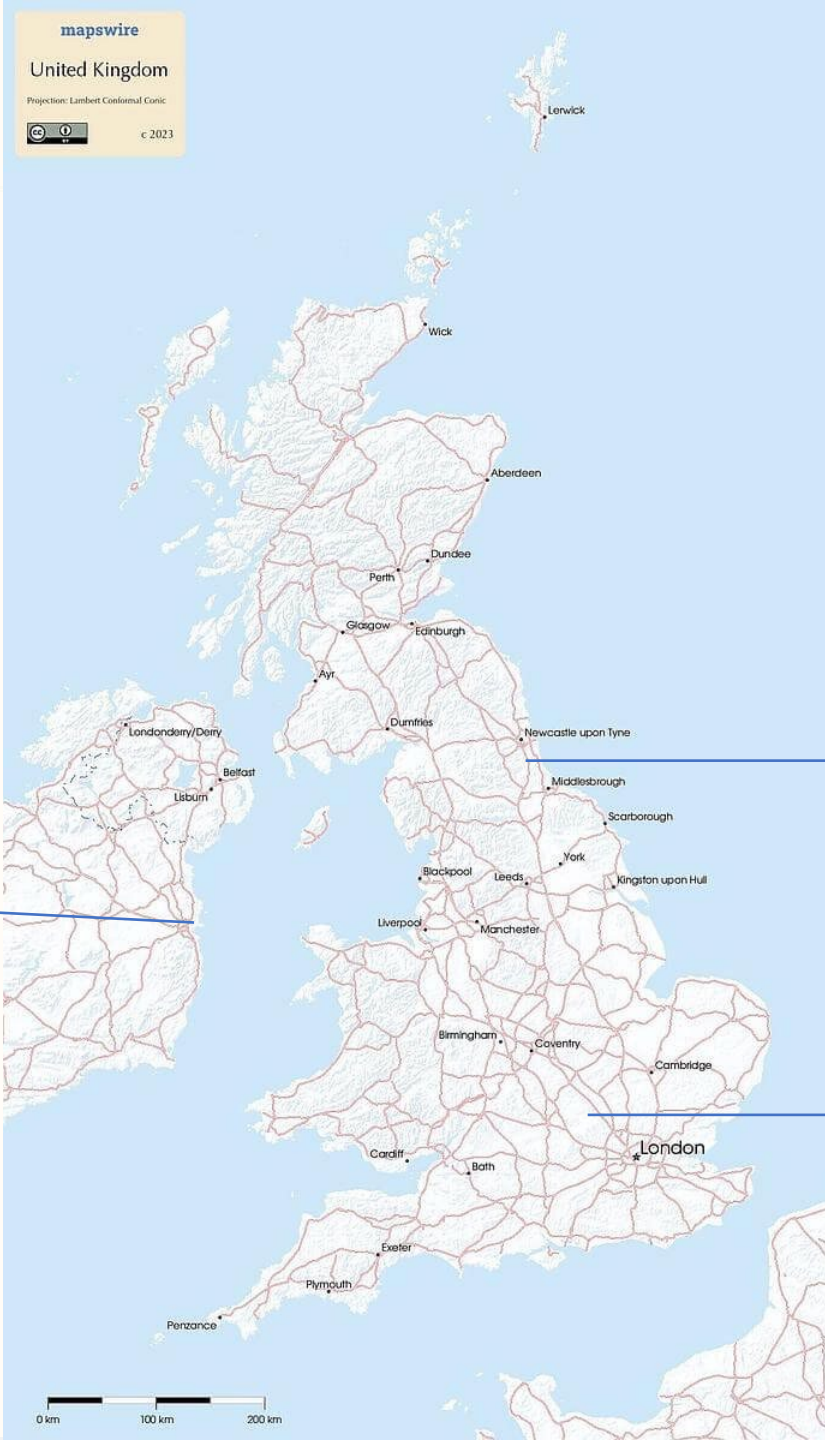 mapswire
United Kingdom
Projection: Lambert Conformal Conic
cc BY
c 2023
Lerwick
Wick
Aberdeen
Dundee
Perth
Glasgow
Edinburgh
Ayr
Dumfries
Newcastle upon Tyne
Londonderry/Derry
Belfast
Lisburn
Middlesbrough
Scarborough
York
Blackpool
Leeds
Kingston upon Hull
Liverpool
Manchester
Birmingham
Coventry
Cambridge
London
Cardiff
Bath
Exeter
Plymouth
Penzance
0 km 100 km 200 km